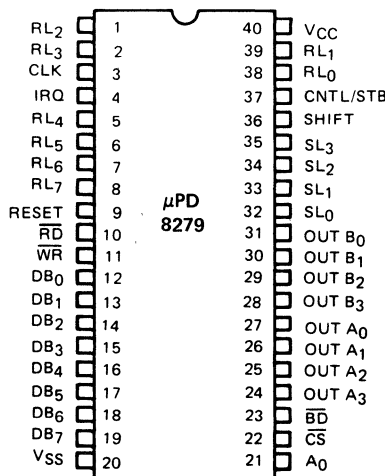 RL2 1 40 VCC
RL3 2 39 RL1
CLK 3 38 RL0
IRQ 4 37 CNTL/STB
RL4 5 36 SHIFT
RL5 6 35 SL3
RL6 7 34 SL2
RL7 8 33 SL1
RESET 9 32 SL0
μPD
8279
R̅D̅ 10 31 OUT B0
W̅R̅ 11 30 OUT B1
DB0 12 29 OUT B2
DB1 13 28 OUT B3
DB2 14 27 OUT A0
DB3 15 26 OUT A1
DB4 16 25 OUT A2
DB5 17 24 OUT A3
DB6 18 23 B̅D̅
DB7 19 22 C̅S̅
VSS 20 21 A0